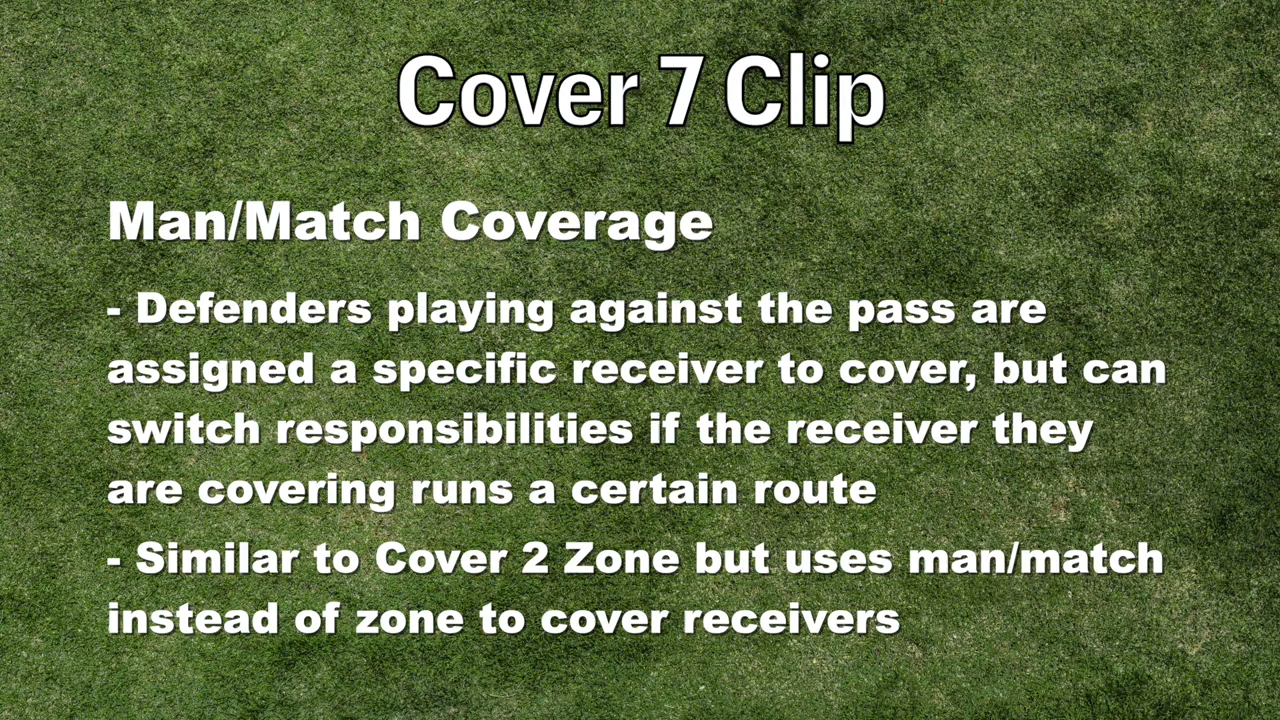 Cover 7 Clip
Man/Match Coverage
- Defenders playing against the pass are
assigned a specific receiver to cover, but can
switch responsibilities if the receiver they
are covering runs a certain route
- Similar to Cover 2 Zone but uses man/match
instead of zone to cover receivers